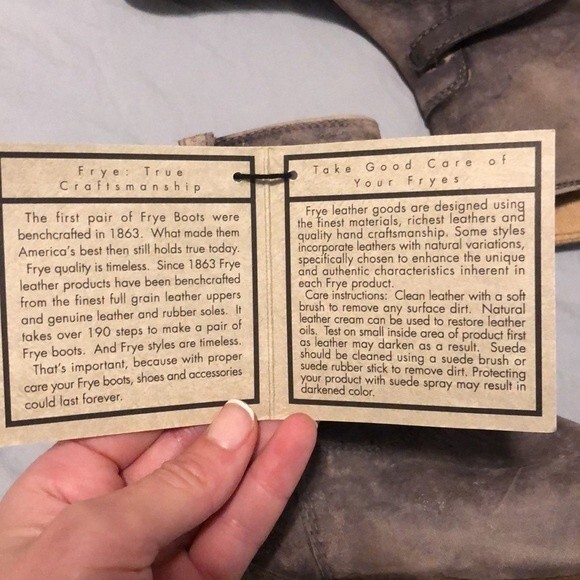 Frye: True
Craftsmanship
The first pair of Frye Boots were
benchcrafted in 1863. What made them
America's best then still holds true today.
Frye quality is timeless. Since 1863 Frye
leather products have been benchcrafted
from the finest full grain leather uppers
and genuine leather and rubber soles. It
takes over 190 steps to make a pair of
Frye boots. And Frye styles are timeless.
That's important, because with proper
care your Frye boots, shoes and accessories
could last forever.
Take Good Care of
Your Fryes
Frye leather goods are designed using
the finest materials, richest leathers and
quality hand craftsmanship. Some styles
incorporate leathers with natural variations,
specifically chosen to enhance the unique
and authentic characteristics inherent in
each Frye product.
Care instructions: Clean leather with a soft
brush to remove any surface dirt. Natural
leather cream can be used to restore leather
oils. Test on small inside area of product first
as leather may darken as a result. Suede
should be cleaned using a suede brush or
suede rubber stick to remove dirt. Protecting
your product with suede spray may result in
darkened color.